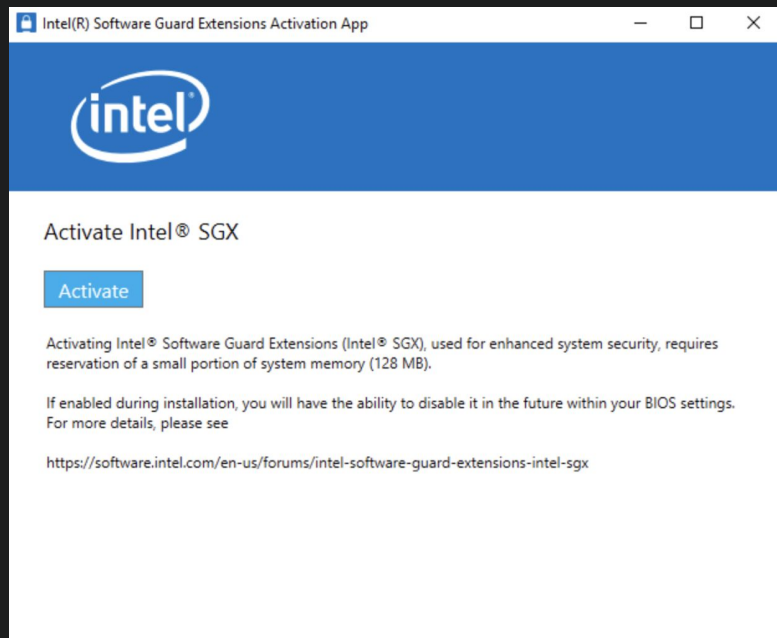 Intel(R) Software Guard Extensions Activation App
intel
Activate Intel® SGX
Activate
Activating Intel® Software Guard Extensions (Intel® SGX), used for enhanced system security, requires
reservation of a small portion of system memory (128 MB).
If enabled during installation, you will have the ability to disable it in the future within your BIOS settings.
For more details, please see
https://software.intel.com/en-us/forums/intel-software-guard-extensions-intel-sgx